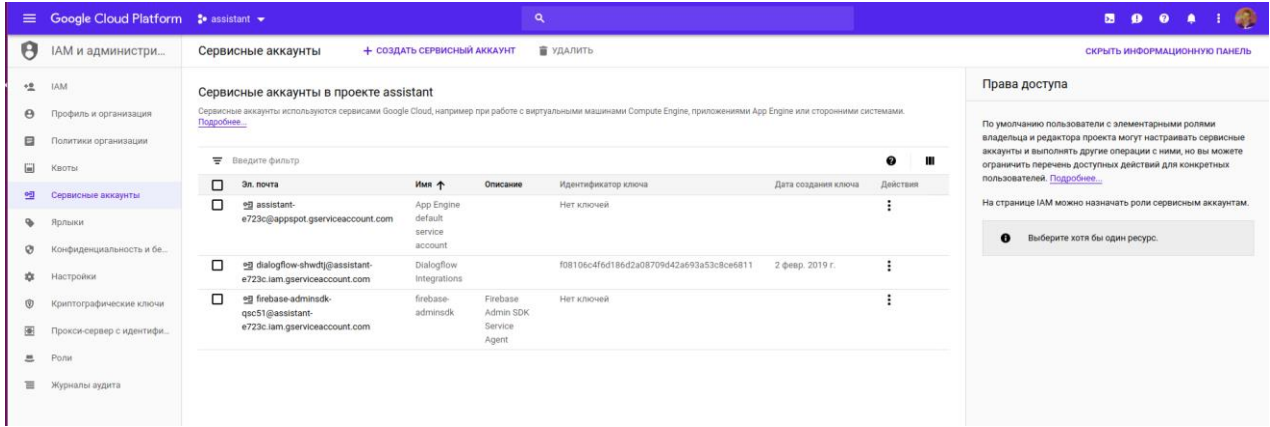 Google Cloud Platform
assistant
IAM и администри...
Сервисные аккаунты
СОЗДАТЬ СЕРВИСНЫЙ АККАУНТ
УДАЛИТЬ
СКРЫТЬ ИНФОРМАЦИОННУЮ ПАНЕЛЬ
IAM
Профиль и организация
Политики организации
Квоты
Сервисные аккаунты
Ярлыки
Конфиденциальность и бе...
Настройки
Криптографические ключи
Прокси-сервер с идентифи...
Роли
Журналы аудита
Сервисные аккаунты в проекте assistant
Сервисные аккаунты используются сервисами Google Cloud, например при работе с виртуальными машинами Compute Engine, приложениями App Engine или сторонними системами.
Подробнее...
Введите фильтр
Эл. почта Имя Описание Идентификатор ключа Дата создания ключа Действия
assistant- App Engine Нет ключей
e723c@appspot.gserviceaccount.com default
service
account
dialogflow-shwdtj@assistant- Dialogflow f08106c4f6d186d2a08709d42a693a53c8ce6811 2 февр. 2019 г.
e723c.iam.gserviceaccount.com Integrations
firebase-adminsdk- firebase- Firebase Нет ключей
qsc51@assistant- adminsdk Admin SDK
e723c.iam.gserviceaccount.com Service
Agent
Права доступа
По умолчанию пользователи с элементарными ролями
владельца и редактора проекта могут настраивать сервисные
аккаунты и выполнять другие операции с ними, но вы можете
ограничить перечень доступных действий для конкретных
пользователей. Подробнее...
На странице IAM можно назначать роли сервисным аккаунтам.
Выберите хотя бы один ресурс.